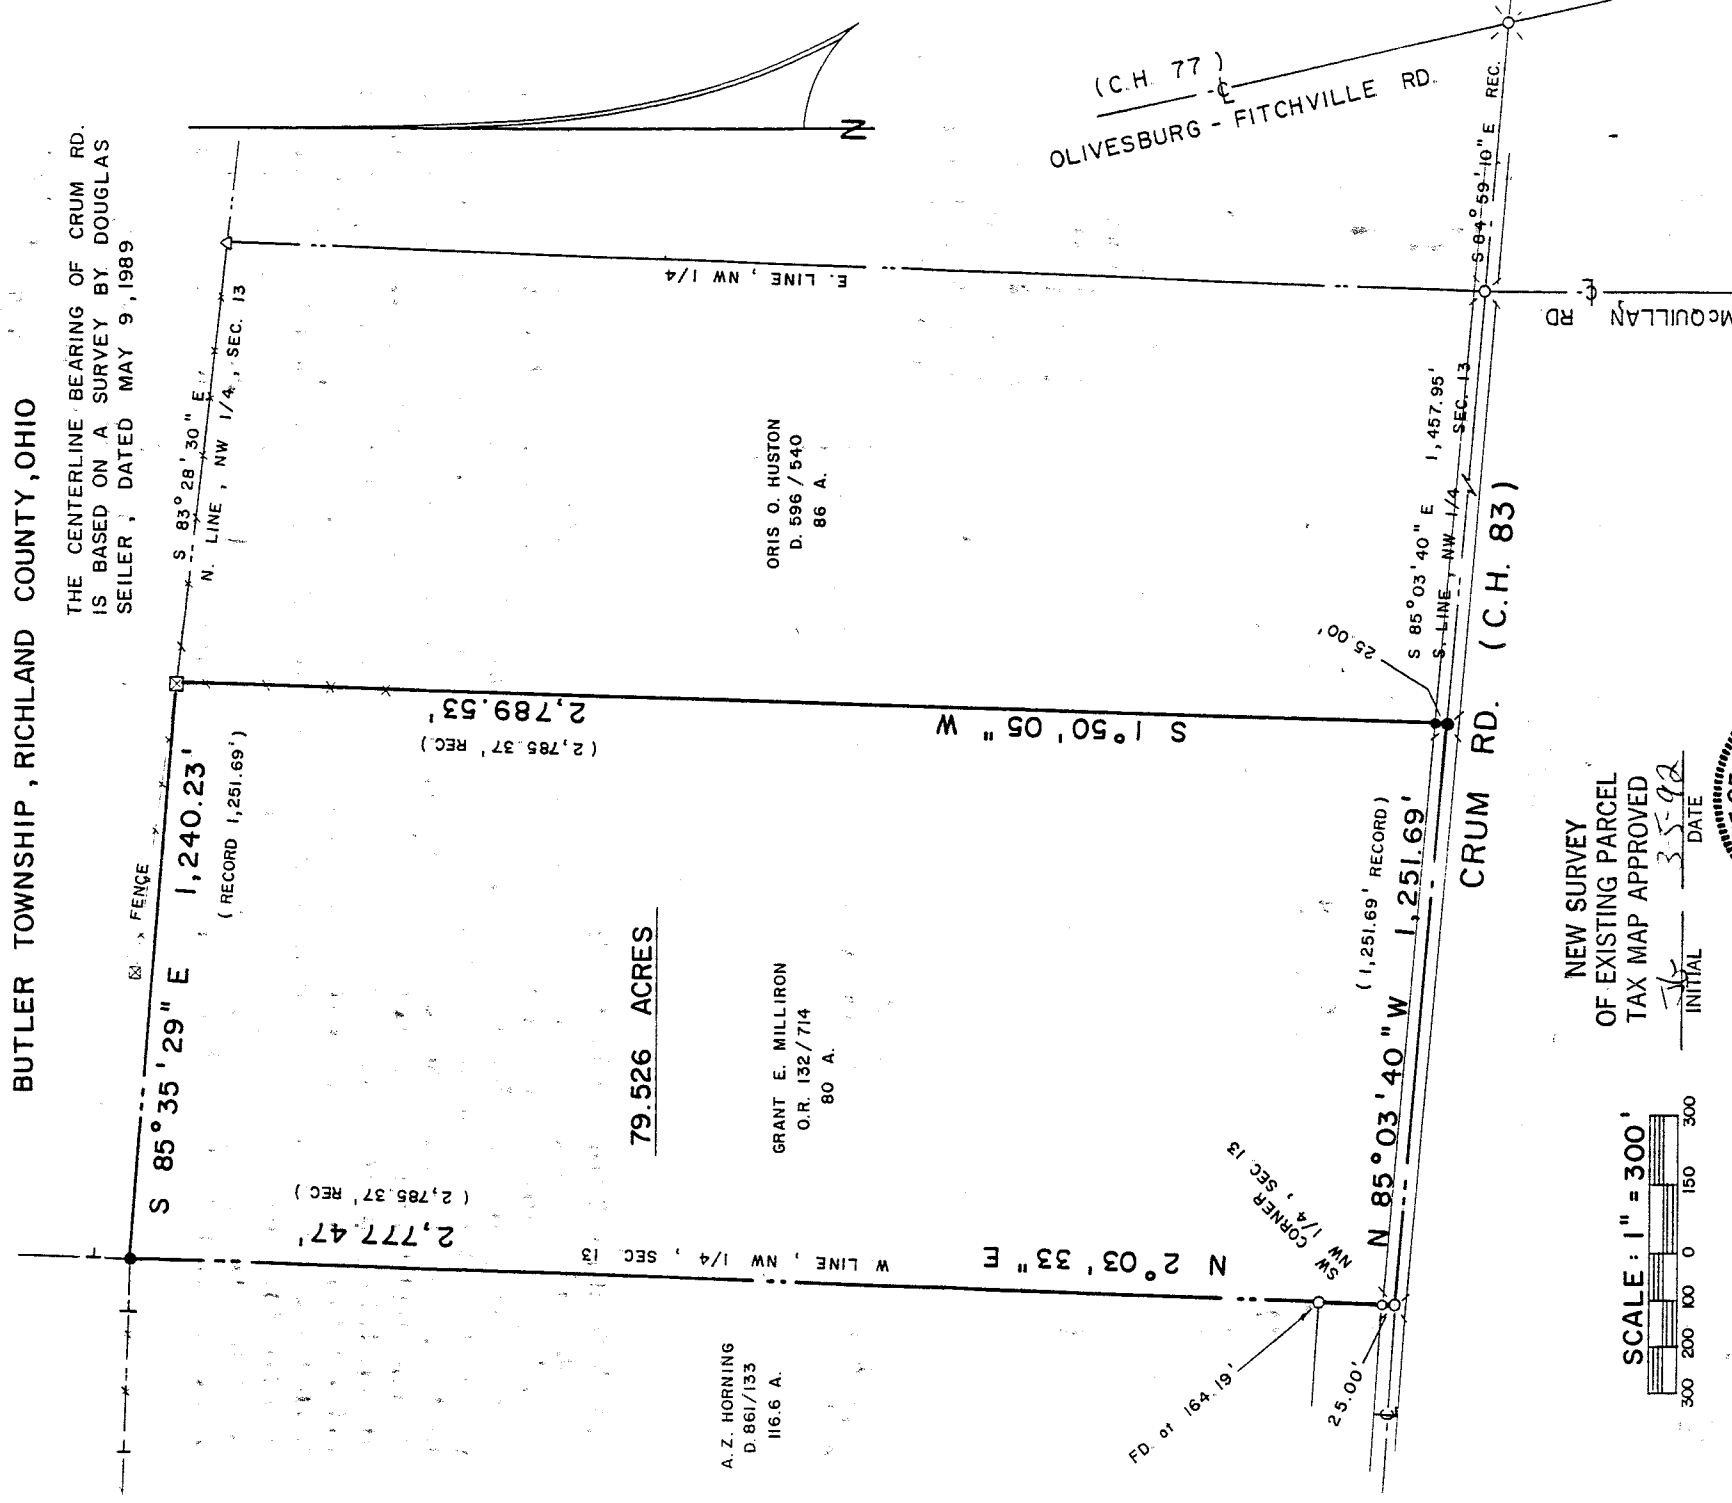 BUTLER TOWNSHIP, RICHLAND COUNTY, OHIO
THE CENTERLINE BEARING OF CRUM RD.
IS BASED ON A SURVEY BY DOUGLAS
SEILER, DATED MAY 9, 1989
N
(C.H. 77)
℄
OLIVESBURG - FITCHVILLE RD.
S 84° 59' 10" E REC.
McQUILLAN RD
℄
E. LINE, NW 1/4
S 83° 28' 30" E
N. LINE, NW 1/4, SEC. 13
ORIS O. HUSTON
D. 596 / 540
86 A.
S 85° 03' 40" E 1,457.95'
S. LINE, NW 1/4 SEC. 13
25.00'
CRUM RD. (C.H. 83)
FENCE
S 85° 35' 29" E 1,240.23'
(RECORD 1,251.69')
2,789.53'
(2,785.37' REC.)
S 1° 50' 05" W
79.526 ACRES
GRANT E. MILLIRON
O.R. 132/714
80 A.
(1,251.69' RECORD)
N 85° 03' 40" W 1,251.69'
2,777.47'
(2,785.37' REC.)
W LINE, NW 1/4, SEC. 13
N 2° 03' 33" E
SW CORNER
NW 1/4, SEC 13
A.Z. HORNING
D. 861/133
116.6 A.
FD. at 164.19'
25.00'
℄
NEW SURVEY
OF EXISTING PARCEL
TAX MAP APPROVED
3-5-92
INITIAL DATE
SCALE: 1" = 300'
300 200 100 0 150 300